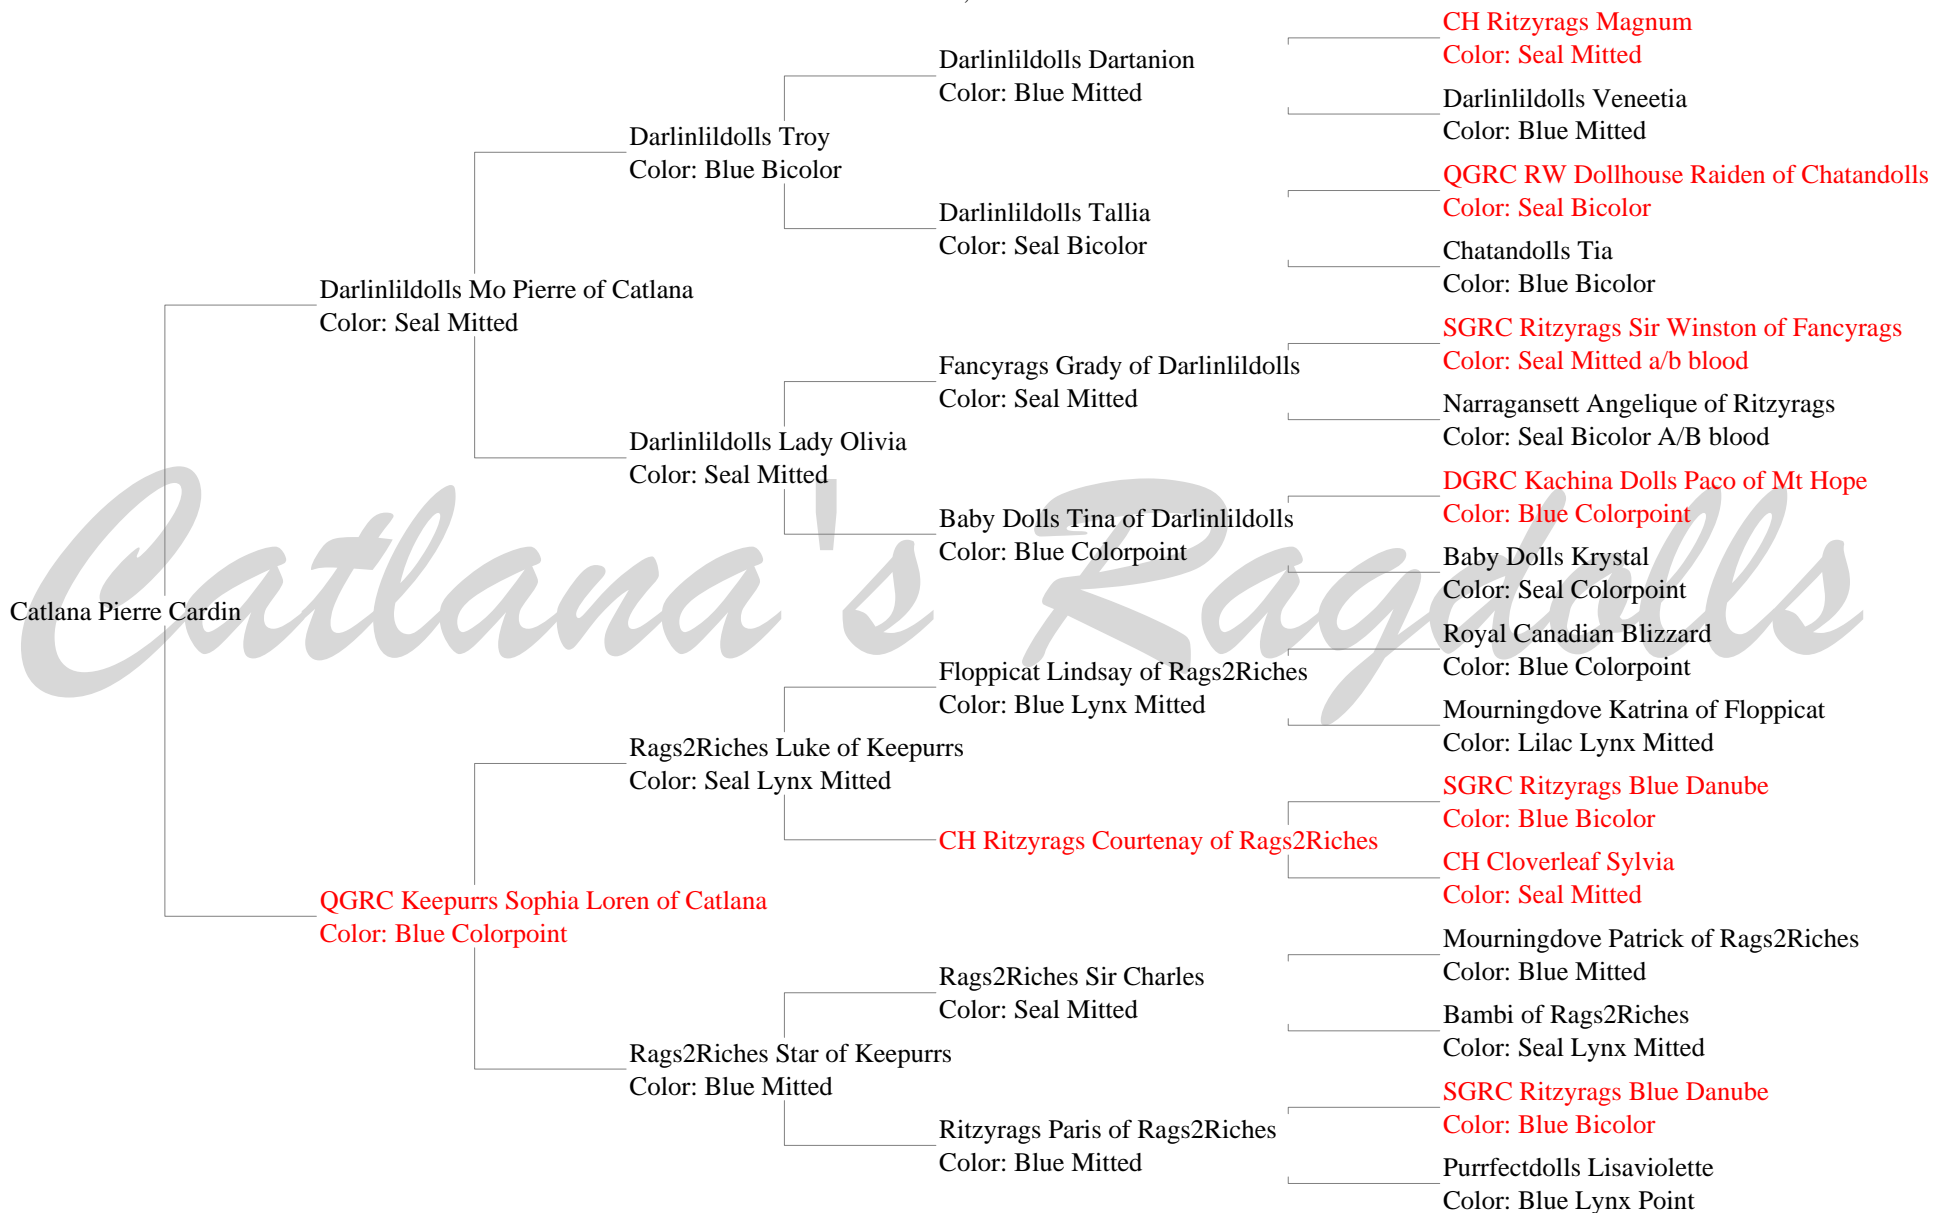 CH Ritzyrags Magnum
Color: Seal Mitted
Darlinlildolls Dartanion
Color: Blue Mitted
Darlinlildolls Veneetia
Color: Blue Mitted
Darlinlildolls Troy
Color: Blue Bicolor
QGRC RW Dollhouse Raiden of Chatandolls
Color: Seal Bicolor
Darlinlildolls Tallia
Color: Seal Bicolor
Chatandolls Tia
Color: Blue Bicolor
Darlinlildolls Mo Pierre of Catlana
Color: Seal Mitted
SGRC Ritzyrags Sir Winston of Fancyrags
Color: Seal Mitted a/b blood
Fancyrags Grady of Darlinlildolls
Color: Seal Mitted
Narragansett Angelique of Ritzyrags
Color: Seal Bicolor A/B blood
Darlinlildolls Lady Olivia
Color: Seal Mitted
DGRC Kachina Dolls Paco of Mt Hope
Color: Blue Colorpoint
Baby Dolls Tina of Darlinlildolls
Color: Blue Colorpoint
Baby Dolls Krystal
Color: Seal Colorpoint
Catlana Pierre Cardin
Catlana's Ragdolls
Royal Canadian Blizzard
Color: Blue Colorpoint
Floppicat Lindsay of Rags2Riches
Color: Blue Lynx Mitted
Mourningdove Katrina of Floppicat
Color: Lilac Lynx Mitted
Rags2Riches Luke of Keepurrs
Color: Seal Lynx Mitted
SGRC Ritzyrags Blue Danube
Color: Blue Bicolor
CH Ritzyrags Courtenay of Rags2Riches
CH Cloverleaf Sylvia
Color: Seal Mitted
QGRC Keepurrs Sophia Loren of Catlana
Color: Blue Colorpoint
Mourningdove Patrick of Rags2Riches
Color: Blue Mitted
Rags2Riches Sir Charles
Color: Seal Mitted
Bambi of Rags2Riches
Color: Seal Lynx Mitted
Rags2Riches Star of Keepurrs
Color: Blue Mitted
SGRC Ritzyrags Blue Danube
Color: Blue Bicolor
Ritzyrags Paris of Rags2Riches
Color: Blue Mitted
Purrfectdolls Lisaviolette
Color: Blue Lynx Point